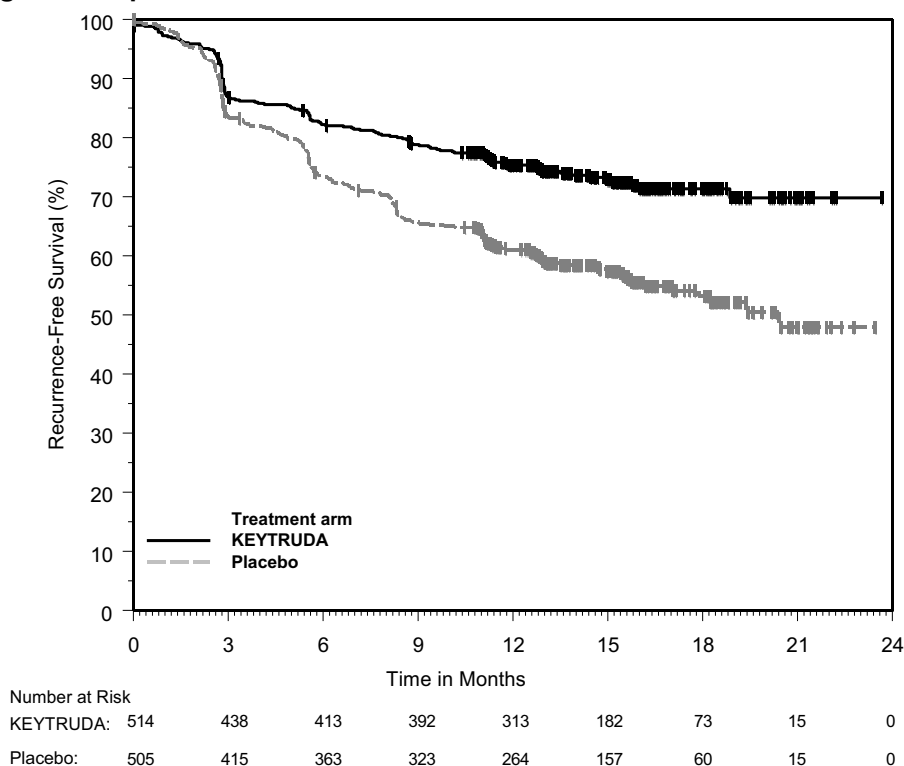 100
90
80
70
60
50
40
30
20
10
0
Recurrence-Free Survival (%)
Treatment arm
KEYTRUDA
Placebo
0 3 6 9 12 15 18 21 24
Time in Months
Number at Risk
KEYTRUDA: 514 438 413 392 313 182 73 15 0
Placebo: 505 415 363 323 264 157 60 15 0